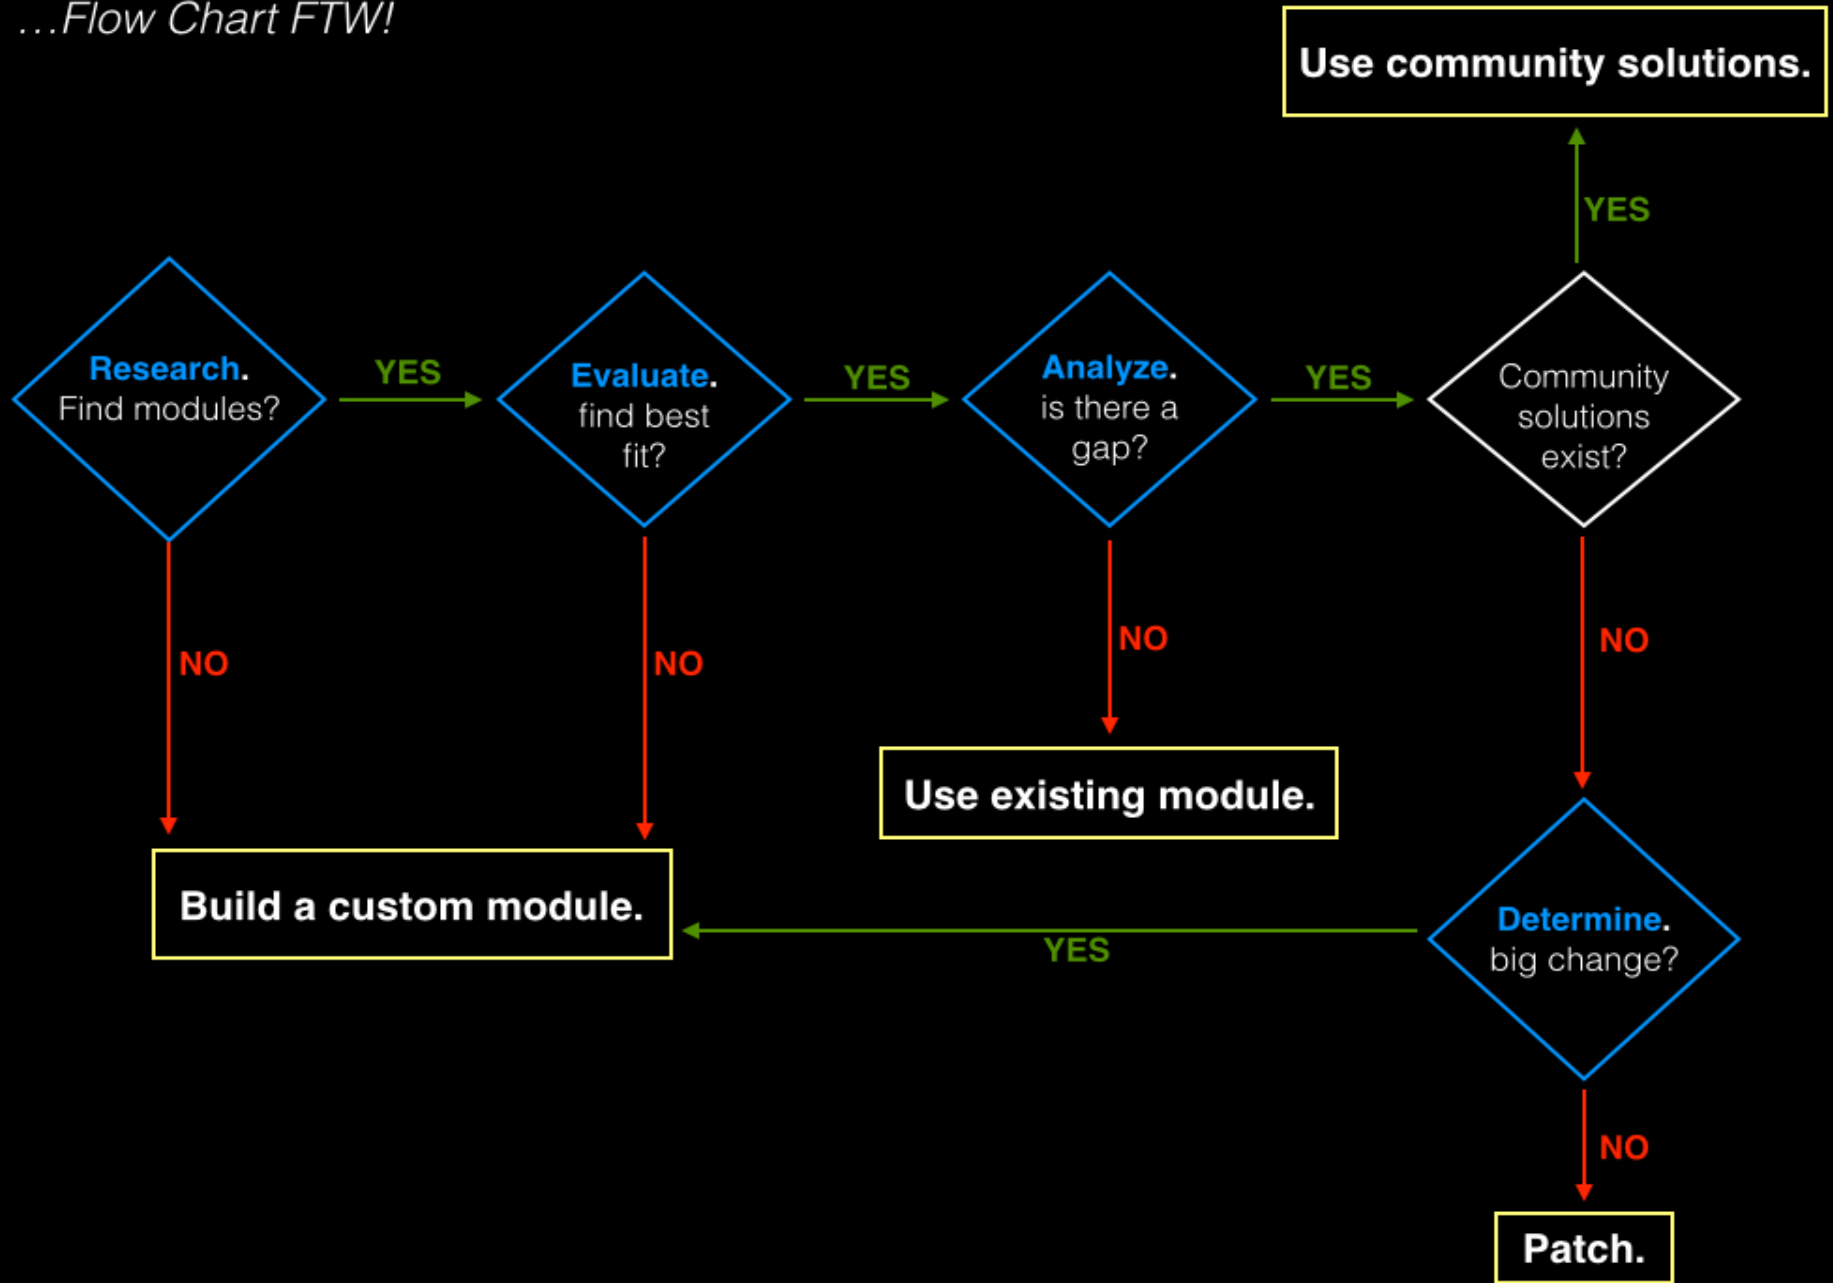 ...Flow Chart FTW!
Use community solutions.
YES
Research.
Find modules?
YES
Evaluate.
find best
fit?
YES
Analyze.
is there a
gap?
YES
Community
solutions
exist?
NO
NO
NO
NO
Use existing module.
Build a custom module.
YES
Determine.
big change?
NO
Patch.